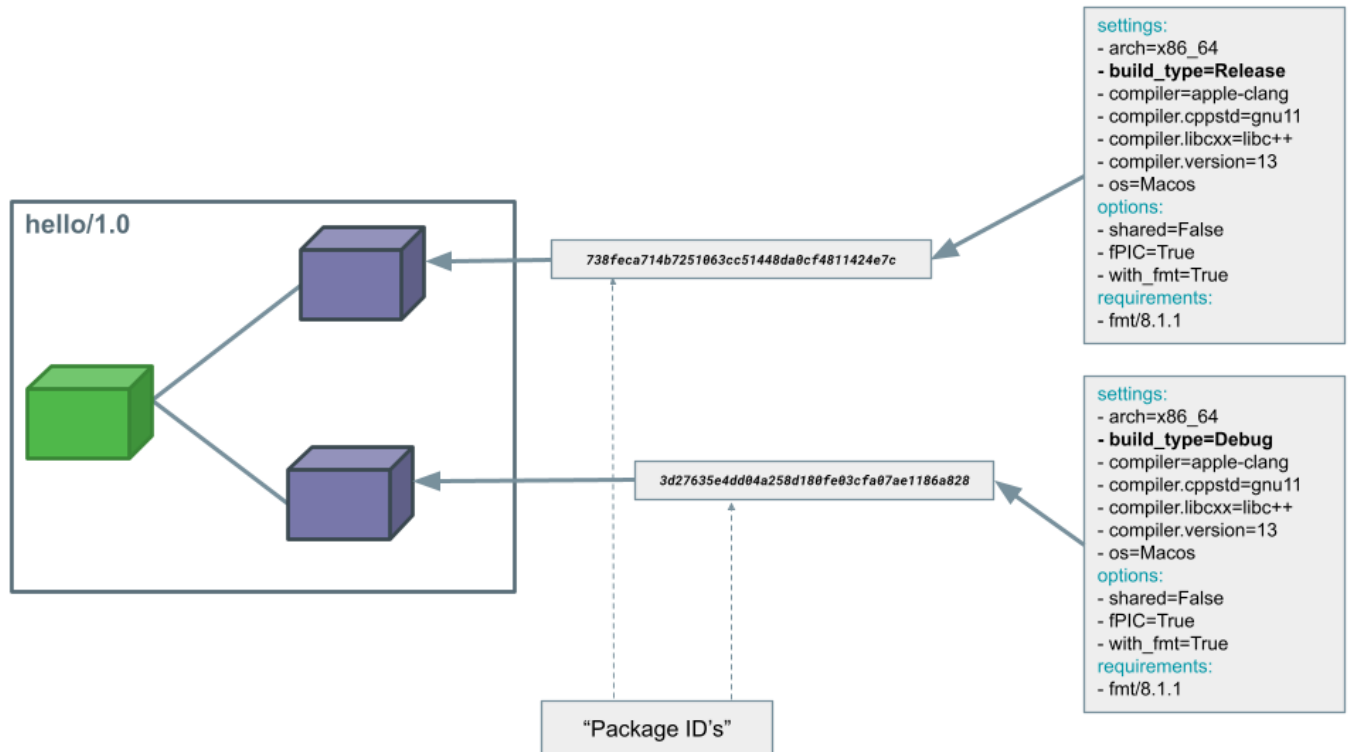 hello/1.0
738feca714b7251063cc51448da0cf4811424e7c
3d27635e4dd04a258d180fe03cfa07ae1186a828
“Package ID’s”
settings:
- arch=x86_64
- build_type=Release
- compiler=apple-clang
- compiler.cppstd=gnu11
- compiler.libcxx=libc++
- compiler.version=13
- os=Macos
options:
- shared=False
- fPIC=True
- with_fmt=True
requirements:
- fmt/8.1.1
settings:
- arch=x86_64
- build_type=Debug
- compiler=apple-clang
- compiler.cppstd=gnu11
- compiler.libcxx=libc++
- compiler.version=13
- os=Macos
options:
- shared=False
- fPIC=True
- with_fmt=True
requirements:
- fmt/8.1.1